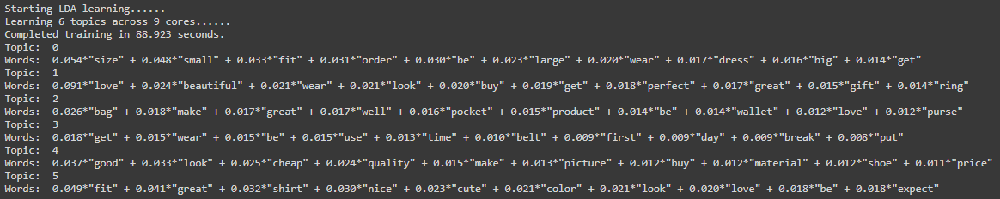 Starting LDA learning......
Learning 6 topics across 9 cores......
Completed training in 88.923 seconds.
Topic:  0
Words:  0.054*"size" + 0.048*"small" + 0.033*"fit" + 0.031*"order" + 0.030*"be" + 0.023*"large" + 0.020*"wear" + 0.017*"dress" + 0.016*"big" + 0.014*"get"
Topic:  1
Words:  0.091*"love" + 0.024*"beautiful" + 0.021*"wear" + 0.021*"look" + 0.020*"buy" + 0.019*"get" + 0.018*"perfect" + 0.017*"great" + 0.015*"gift" + 0.014*"ring"
Topic:  2
Words:  0.026*"bag" + 0.018*"make" + 0.017*"great" + 0.017*"well" + 0.016*"pocket" + 0.015*"product" + 0.014*"be" + 0.014*"wallet" + 0.012*"love" + 0.012*"purse"
Topic:  3
Words:  0.018*"get" + 0.015*"wear" + 0.015*"be" + 0.015*"use" + 0.013*"time" + 0.010*"belt" + 0.009*"first" + 0.009*"day" + 0.009*"break" + 0.008*"put"
Topic:  4
Words:  0.037*"good" + 0.033*"look" + 0.025*"cheap" + 0.024*"quality" + 0.015*"make" + 0.013*"picture" + 0.012*"buy" + 0.012*"material" + 0.012*"shoe" + 0.011*"price"
Topic:  5
Words:  0.049*"fit" + 0.041*"great" + 0.032*"shirt" + 0.030*"nice" + 0.023*"cute" + 0.021*"color" + 0.021*"look" + 0.020*"love" + 0.018*"be" + 0.018*"expect"